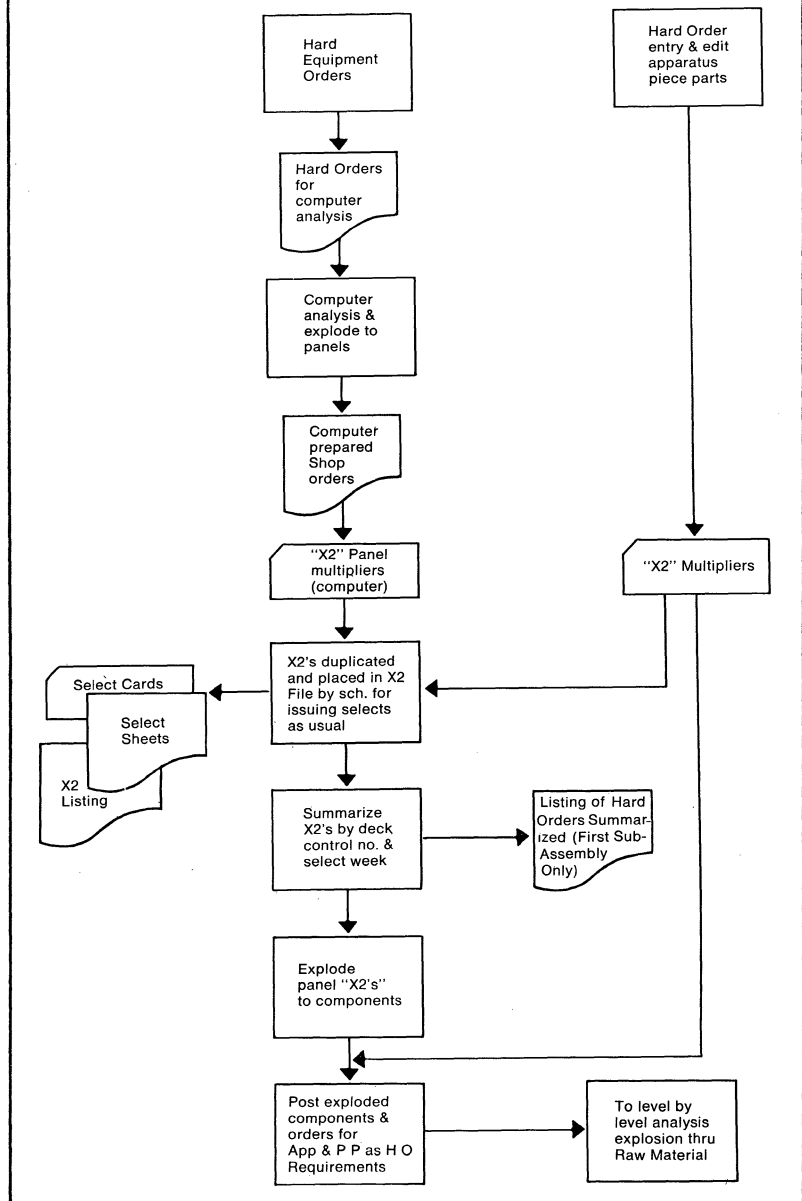 Hard
Equipment
Orders
Hard Order
entry & edit
apparatus
piece parts
Hard Orders
for
computer
analysis
Computer
analysis &
explode to
panels
Computer
prepared
Shop
orders
"X2" Panel
multipliers
(computer)
"X2" Multipliers
X2's duplicated
and placed in X2
File by sch. for
issuing selects
as usual
Select Cards
Select
Sheets
X2
Listing
Summarize
X2's by deck
control no. &
select week
Listing of Hard
Orders Summar-
ized (First Sub-
Assembly
Only)
Explode
panel "X2's"
to components
Post exploded
components &
orders for
App & P P as H O
Requirements
To level by
level analysis
explosion thru
Raw Material